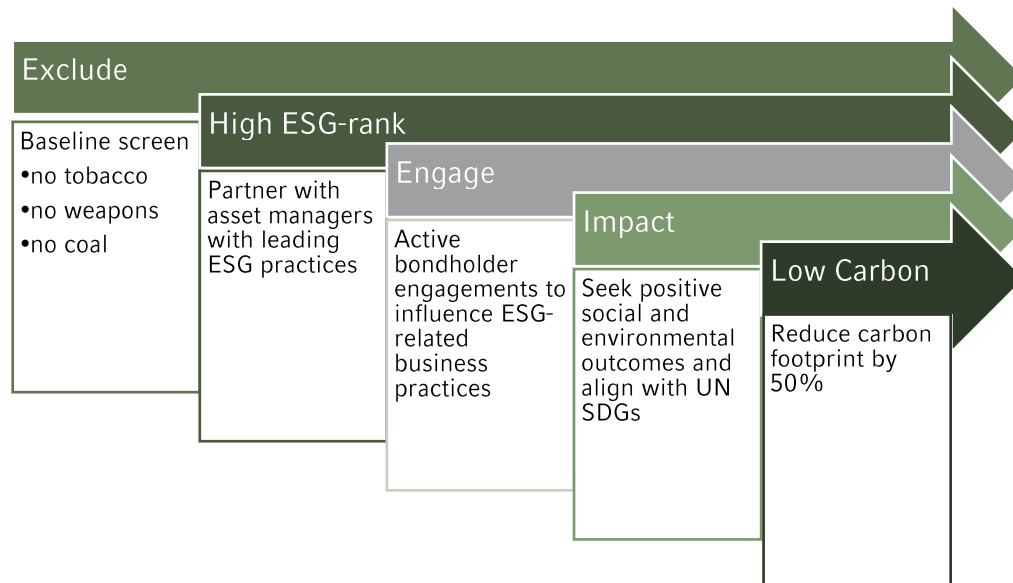 Exclude
Baseline screen
•no tobacco
•no weapons
•no coal
High ESG-rank
Partner with
asset managers
with leading
ESG practices
Engage
Active
bondholder
engagements to
influence ESG-
related
business
practices
Impact
Seek positive
social and
environmental
outcomes and
align with UN
SDGs
Low Carbon
Reduce carbon
footprint by
50%